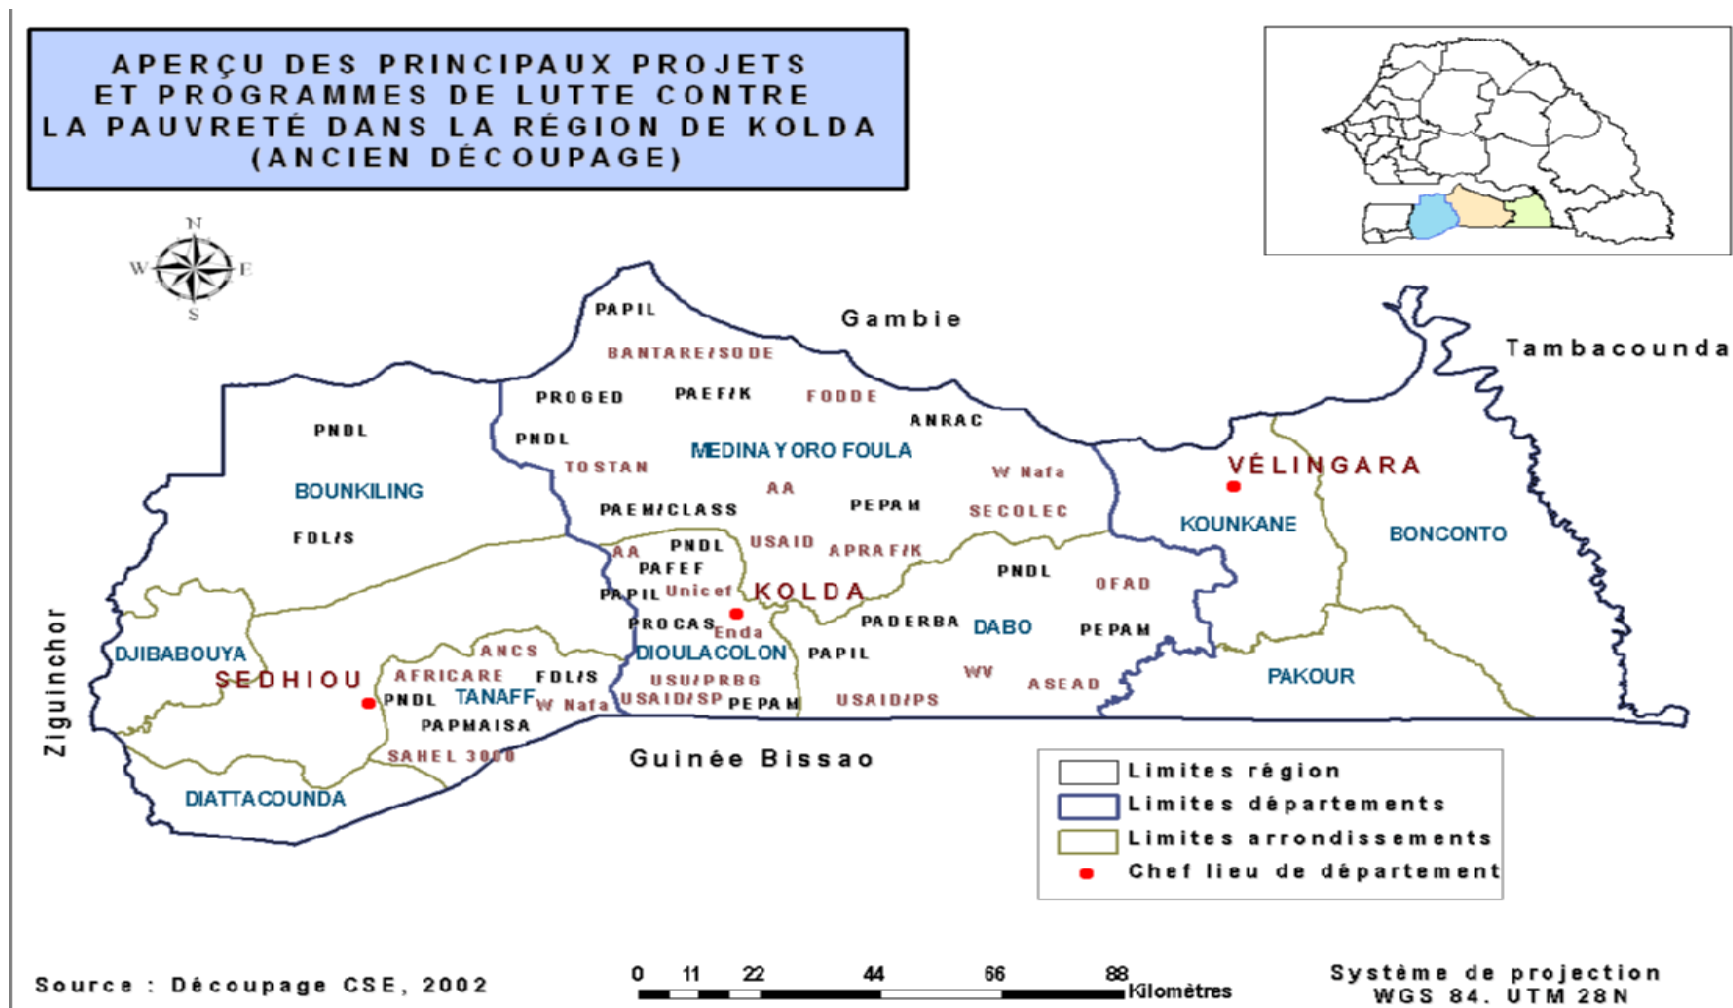 APERÇU DES PRINCIPAUX PROJETS
ET PROGRAMMES DE LUTTE CONTRE
LA PAUVRETÉ DANS LA RÉGION DE KOLDA
(ANCIEN DÉCOUPAGE)
N
W E
S
PAPIL
Gambie
BANTARE/SODE
Tambacounda
PROGED PAEF/K FODDE
ANRAC
PNDL
PNDL
MEDINA YORO FOULA
TOSTAN
W Nafa
VÉLINGARA
BOUNKILING
AA
PAEM/CLASS
PEPAM
SECOLEC
KOUNKANE
BONCONTO
FDL/S
AA
PNDL
USAID
APRAF/K
PAFEF
PNDL
OFAD
PAPIL
Unicef
KOLDA
PROCAS
Enda
PADERBA
DABO
PEPAM
Ziguinchor
DJIBABOUYA
ANCS
DIOULACOLON
PAPIL
SEDHIOU
AFRICARE
FDL/S
USU/PRBG
WV
ASEAD
PAKOUR
PNDL
TANAFF
W Nafa
USAID/SP
PEPAM
USAID/PS
PAPMAISA
SAHEL 3000
Guinée Bissao
DIATTACOUNDA
Limites région
Limites départements
Limites arrondissements
Chef lieu de département
Source : Découpage CSE, 2002
0 11 22 44 66 88
Kilomètres
Système de projection
WGS 84. UTM 28N